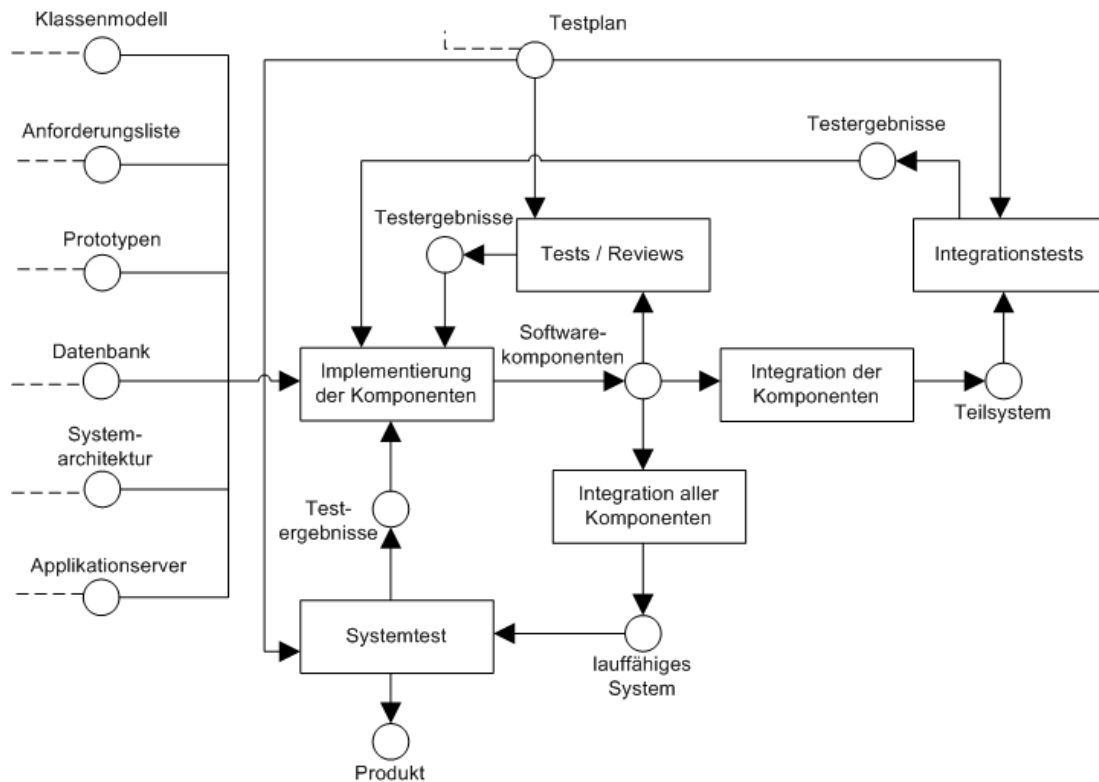 Klassenmodell
Testplan
Anforderungsliste
Testergebnisse
Prototypen
Testergebnisse
Tests / Reviews
Integrationstests
Datenbank
Implementierung
der Komponenten
Software-
komponenten
Integration der
Komponenten
Teilsystem
System-
architektur
Test-
ergebnisse
Integration aller
Komponenten
Applikationserver
Systemtest
lauffähiges
System
Produkt